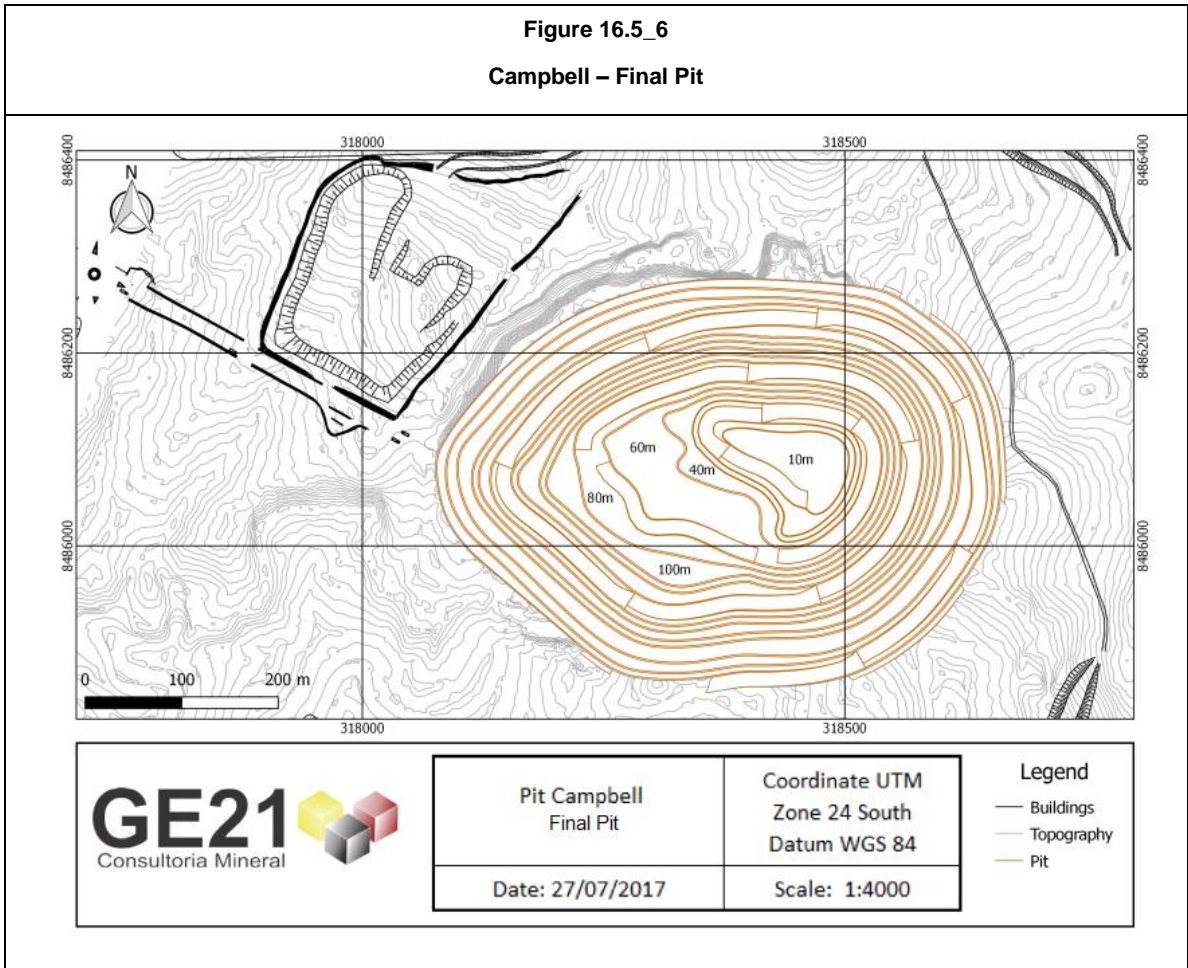 Figure 16.5_6
Campbell – Final Pit
318000
318500
8486400
8486400
N
8486200
8486200
60m
10m
40m
80m
8486000
8486000
100m
0 100 200 m
318000
318500
GE21
Consultoria Mineral
Pit Campbell
Final Pit
Coordinate UTM
Zone 24 South
Datum WGS 84
Date: 27/07/2017
Scale: 1:4000
Legend
Buildings
Topography
Pit